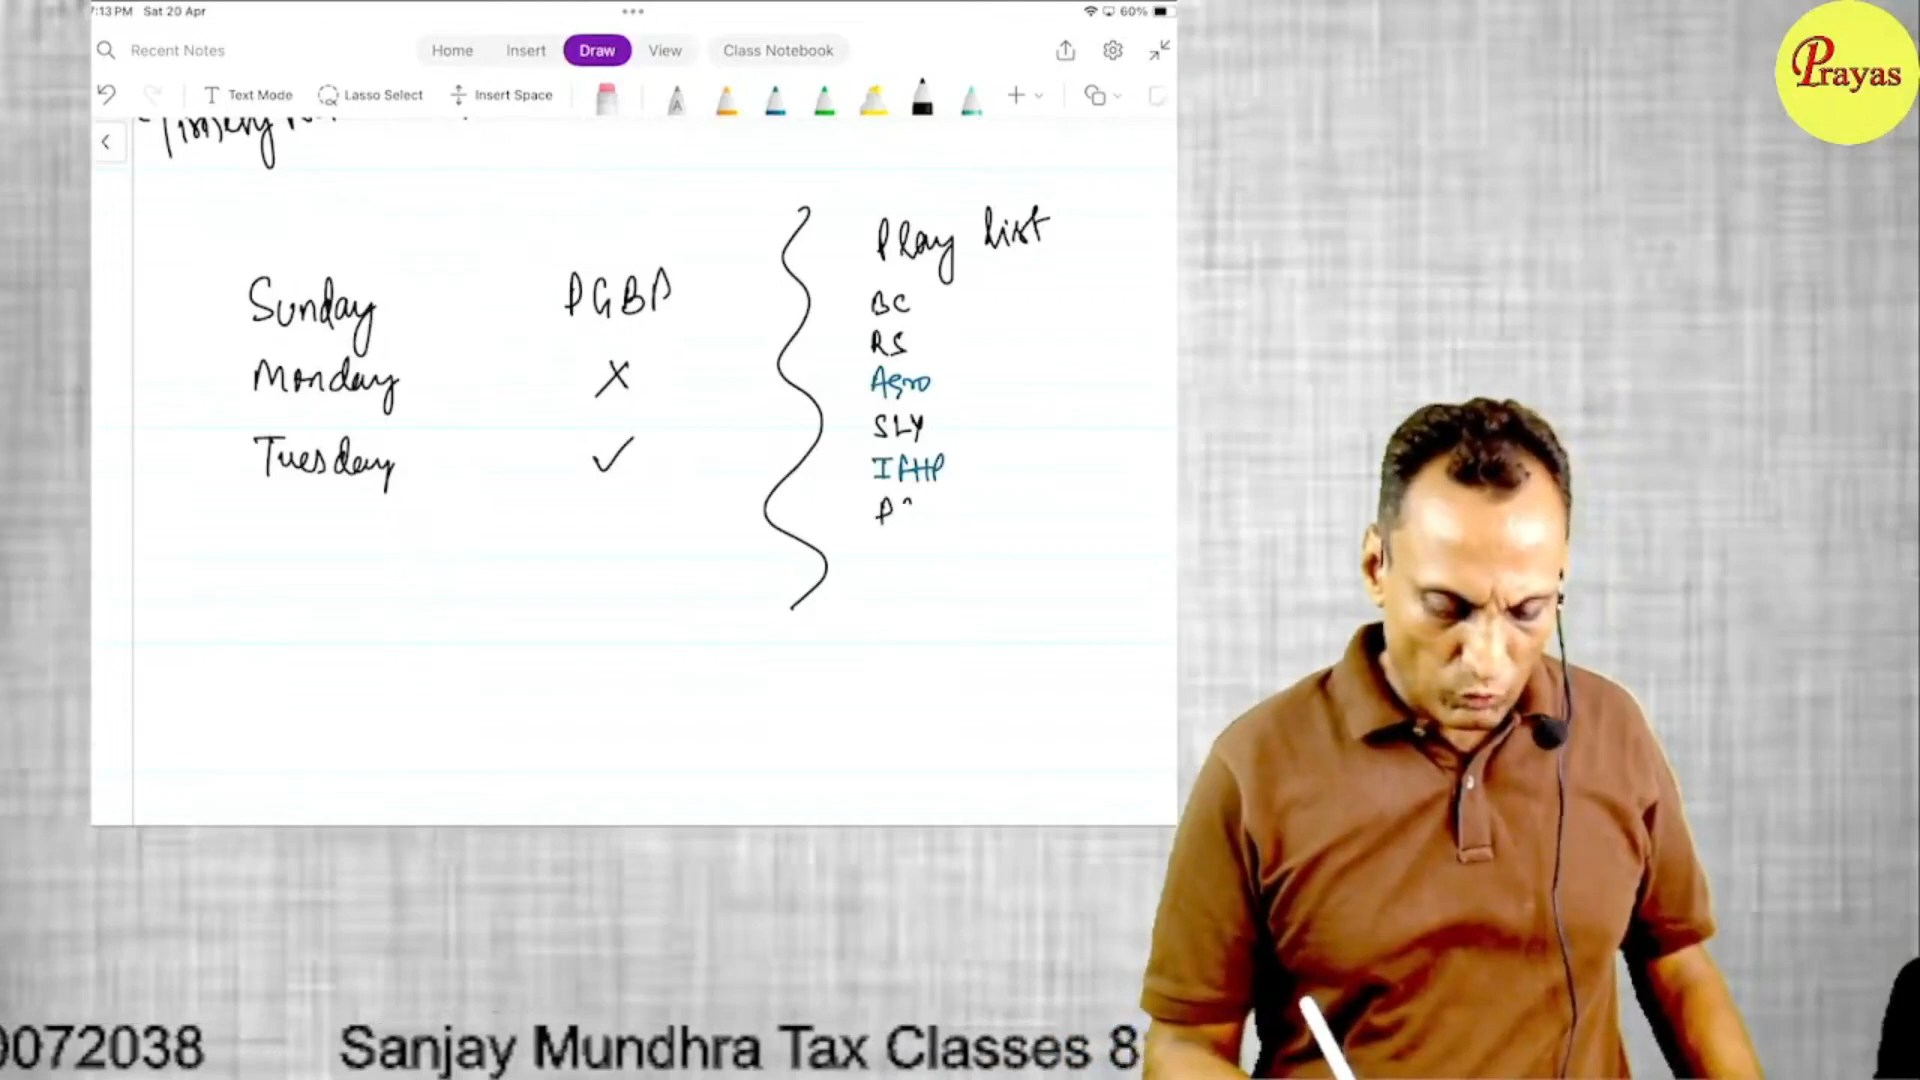 7:13 PM Sat 20 Apr
60%
Recent Notes
Home Insert Draw View Class Notebook
Text Mode Lasso Select Insert Space
Prayas
Play list
Sunday PGBP
Monday X
Tuesday ✓
BC
RS
Agro
SLY
IFHP
P
0072038 Sanjay Mundhra Tax Classes 8